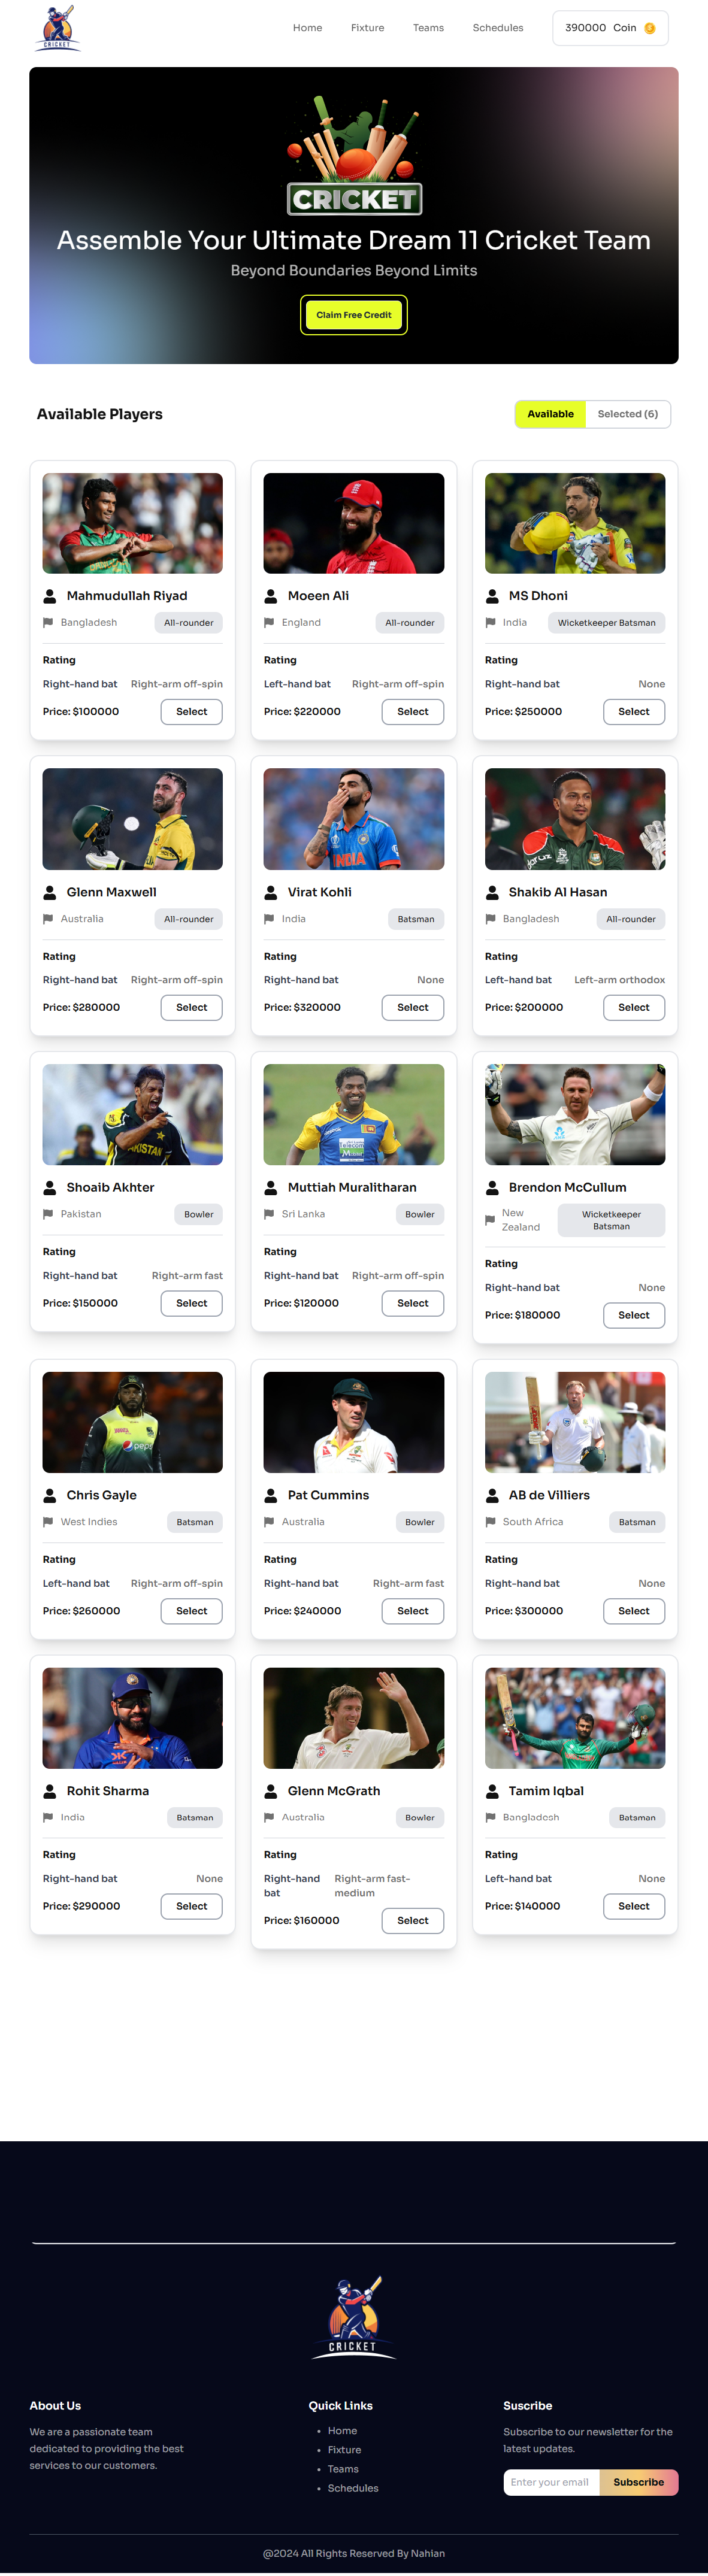 CRICKET
Home Fixture Teams Schedules 390000 Coin
CRICKET
Assemble Your Ultimate Dream 11 Cricket Team
Beyond Boundaries Beyond Limits
Claim Free Credit
Available Players Available Selected (6)
Mahmudullah Riyad
Bangladesh All-rounder
Rating
Right-hand bat Right-arm off-spin
Price: $100000 Select
Moeen Ali
England All-rounder
Rating
Left-hand bat Right-arm off-spin
Price: $220000 Select
MS Dhoni
India Wicketkeeper Batsman
Rating
Right-hand bat None
Price: $250000 Select
Glenn Maxwell
Australia All-rounder
Rating
Right-hand bat Right-arm off-spin
Price: $280000 Select
INDIA
Virat Kohli
India Batsman
Rating
Right-hand bat None
Price: $320000 Select
Shakib Al Hasan
Bangladesh All-rounder
Rating
Left-hand bat Left-arm orthodox
Price: $200000 Select
PAKISTAN
Shoaib Akhter
Pakistan Bowler
Rating
Right-hand bat Right-arm fast
Price: $150000 Select
Muttiah Muralitharan
Sri Lanka Bowler
Rating
Right-hand bat Right-arm off-spin
Price: $120000 Select
Brendon McCullum
New
Zealand
Wicketkeeper
Batsman
Rating
Right-hand bat None
Price: $180000 Select
pepsi
Chris Gayle
West Indies Batsman
Rating
Left-hand bat Right-arm off-spin
Price: $260000 Select
Pat Cummins
Australia Bowler
Rating
Right-hand bat Right-arm fast
Price: $240000 Select
AB de Villiers
South Africa Batsman
Rating
Right-hand bat None
Price: $300000 Select
Rohit Sharma
India Batsman
Rating
Right-hand bat None
Price: $290000 Select
Glenn McGrath
Australia Bowler
Rating
Right-hand
bat
Right-arm fast-
medium
Price: $160000 Select
Tamim Iqbal
Bangladesh Batsman
Rating
Left-hand bat None
Price: $140000 Select
CRICKET
About Us
We are a passionate team
dedicated to providing the best
services to our customers.
Quick Links
Home
Fixture
Teams
Schedules
Suscribe
Subscribe to our newsletter for the
latest updates.
Enter your email Subscribe
@2024 All Rights Reserved By Nahian